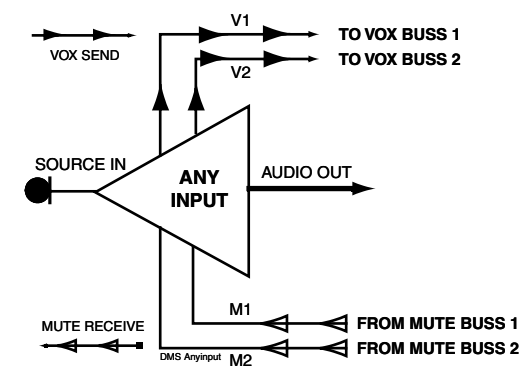 V1
TO VOX BUSS 1
VOX SEND
TO VOX BUSS 2
V2
SOURCE IN
ANY
INPUT
AUDIO OUT
M1
FROM MUTE BUSS 1
MUTE RECEIVE
FROM MUTE BUSS 2
DMS Anyinput
M2